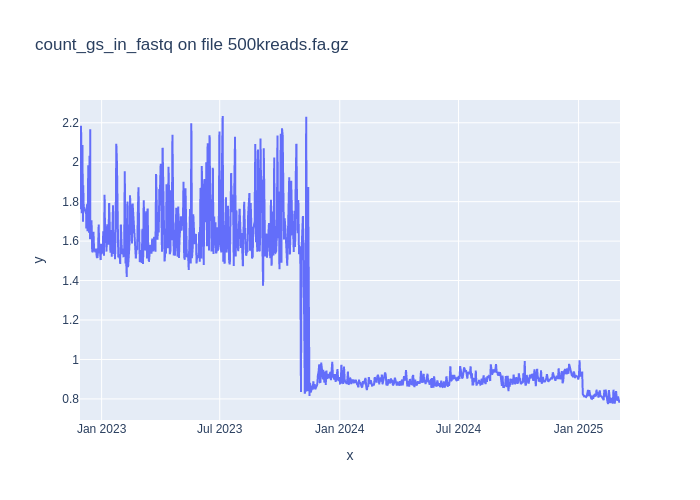 count_gs_in_fastq on file 500kreads.fa.gz
2.2
2
1.8
1.6
1.4
1.2
1
0.8
y
Jan 2023
Jul 2023
Jan 2024
Jul 2024
Jan 2025
x